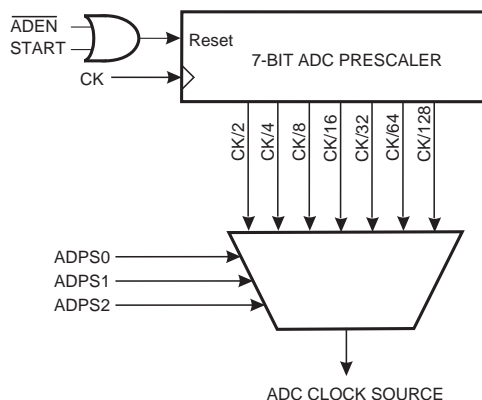 ADEN
START
Reset
7-BIT ADC PRESCALER
CK
CK/2
CK/4
CK/8
CK/16
CK/32
CK/64
CK/128
ADPS0
ADPS1
ADPS2
ADC CLOCK SOURCE